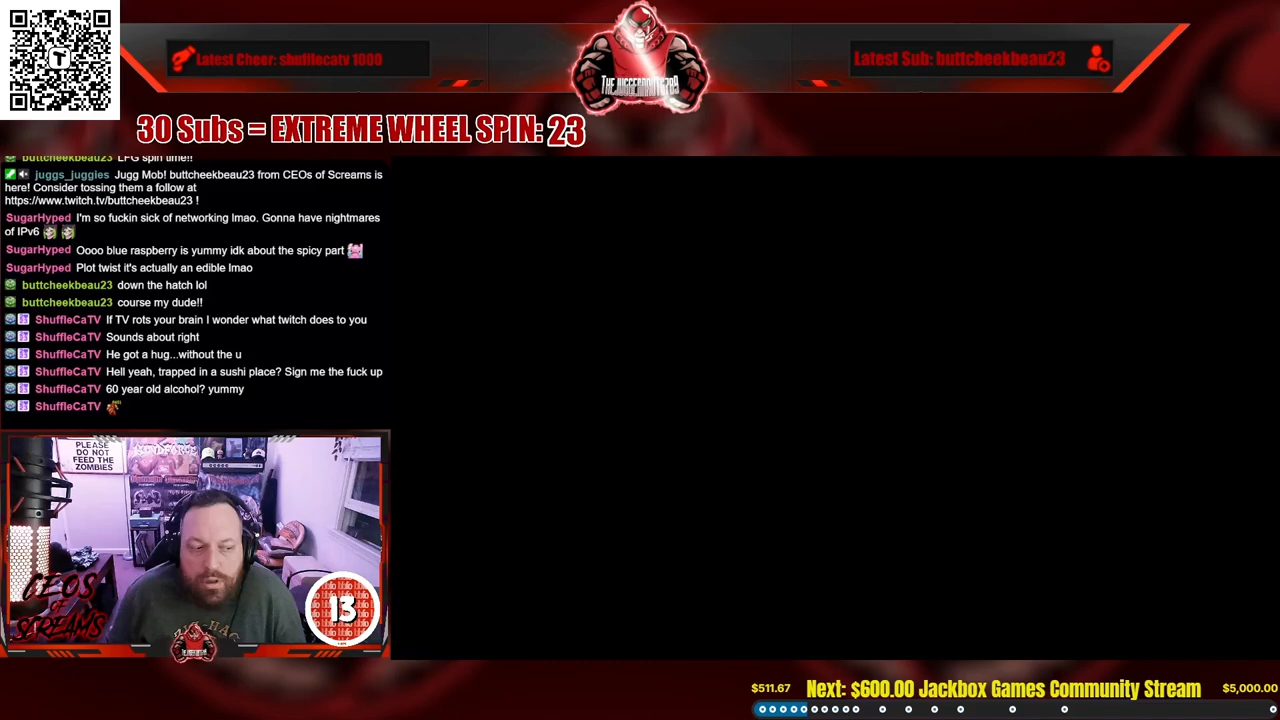 Latest Cheer: shufflecatv 1000
THEJUGGERNAUT6789
Latest Sub: buttcheekbeau23
30 Subs = EXTREME WHEEL SPIN: 23
buttcheekbeau23 LFG spin time!!
juggs_juggies Jugg Mob! buttcheekbeau23 from CEOs of Screams is
here! Consider tossing them a follow at
https://www.twitch.tv/buttcheekbeau23 !
SugarHyped I'm so fuckin sick of networking lmao. Gonna have nightmares
of IPv6
SugarHyped Oooo blue raspberry is yummy idk about the spicy part
SugarHyped Plot twist it's actually an edible lmao
buttcheekbeau23 down the hatch lol
buttcheekbeau23 course my dude!!
ShuffleCaTV If TV rots your brain I wonder what twitch does to you
ShuffleCaTV Sounds about right
ShuffleCaTV He got a hug...without the u
ShuffleCaTV Hell yeah, trapped in a sushi place? Sign me the fuck up
ShuffleCaTV 60 year old alcohol? yummy
ShuffleCaTV
PLEASE
DO NOT
FEED THE
ZOMBIES
CEOS
OF
SCREAMS
13
$511.67
Next: $600.00 Jackbox Games Community Stream
$5,000.00